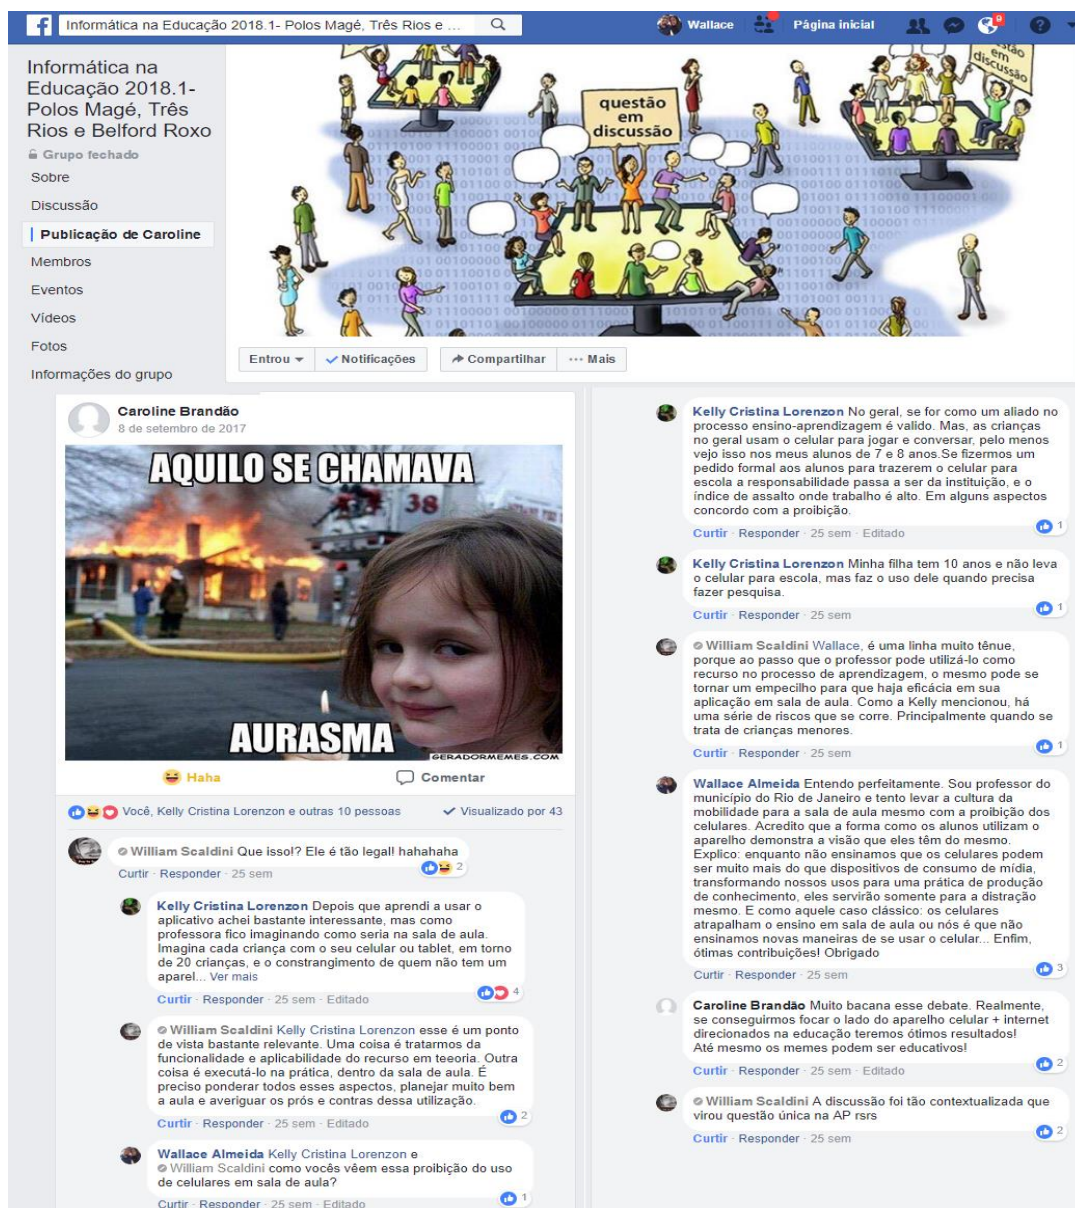 Informática na Educação 2018.1- Polos Magé, Três Rios e ...
Wallace
Página inicial
9
Informática na
Educação 2018.1-
Polos Magé, Três
Rios e Belford Roxo
Grupo fechado
Sobre
Discussão
Publicação de Caroline
Membros
Eventos
Vídeos
Fotos
Informações do grupo
questão
em
discussão
em
discussão
Entrou
Notificações
Compartilhar
Mais
Caroline Brandão
8 de setembro de 2017
AQUILO SE CHAMAVA
38
AURASMA
GERADORMEMES.COM
Haha
Comentar
Você, Kelly Cristina Lorenzon e outras 10 pessoas
Visualizado por 43
William Scaldini Que isso!? Ele é tão legal! hahahaha
Curtir · Responder · 25 sem
2
Kelly Cristina Lorenzon Depois que aprendi a usar o
aplicativo achei bastante interessante, mas como
professora fico imaginando como seria na sala de aula.
Imagina cada criança com o seu celular ou tablet, em torno
de 20 crianças, e o constrangimento de quem não tem um
aparel... Ver mais
Curtir · Responder · 25 sem · Editado
4
William Scaldini Kelly Cristina Lorenzon esse é um ponto
de vista bastante relevante. Uma coisa é tratarmos da
funcionalidade e aplicabilidade do recurso em teeoria. Outra
coisa é executá-lo na prática, dentro da sala de aula. É
preciso ponderar todos esses aspectos, planejar muito bem
a aula e averiguar os prós e contras dessa utilização.
Curtir · Responder · 25 sem · Editado
2
Wallace Almeida Kelly Cristina Lorenzon e
William Scaldini como vocês vêem essa proibição do uso
de celulares em sala de aula?
Curtir · Responder · 25 sem · Editado
1
Kelly Cristina Lorenzon No geral, se for como um aliado no
processo ensino-aprendizagem é valido. Mas, as crianças
no geral usam o celular para jogar e conversar, pelo menos
vejo isso nos meus alunos de 7 e 8 anos.Se fizermos um
pedido formal aos alunos para trazerem o celular para
escola a responsabilidade passa a ser da instituição, e o
índice de assalto onde trabalho é alto. Em alguns aspectos
concordo com a proibição.
Curtir · Responder · 25 sem · Editado
1
Kelly Cristina Lorenzon Minha filha tem 10 anos e não leva
o celular para escola, mas faz o uso dele quando precisa
fazer pesquisa.
Curtir · Responder · 25 sem
1
William Scaldini Wallace, é uma linha muito tênue,
porque ao passo que o professor pode utilizá-lo como
recurso no processo de aprendizagem, o mesmo pode se
tornar um empecilho para que haja eficácia em sua
aplicação em sala de aula. Como a Kelly mencionou, há
uma série de riscos que se corre. Principalmente quando se
trata de crianças menores.
Curtir · Responder · 25 sem
1
Wallace Almeida Entendo perfeitamente. Sou professor do
município do Rio de Janeiro e tento levar a cultura da
mobilidade para a sala de aula mesmo com a proibição dos
celulares. Acredito que a forma como os alunos utilizam o
aparelho demonstra a visão que eles têm do mesmo.
Explico: enquanto não ensinamos que os celulares podem
ser muito mais do que dispositivos de consumo de mídia,
transformando nossos usos para uma prática de produção
de conhecimento, eles servirão somente para a distração
mesmo. E como aquele caso clássico: os celulares
atrapalham o ensino em sala de aula ou nós é que não
ensinamos novas maneiras de se usar o celular... Enfim,
ótimas contribuições! Obrigado
Curtir · Responder · 25 sem
3
Caroline Brandão Muito bacana esse debate. Realmente,
se conseguirmos focar o lado do aparelho celular + internet
direcionados na educação teremos ótimos resultados!
Até mesmo os memes podem ser educativos!
Curtir · Responder · 25 sem · Editado
2
William Scaldini A discussão foi tão contextualizada que
virou questão única na AP rsrs
Curtir · Responder · 25 sem
2